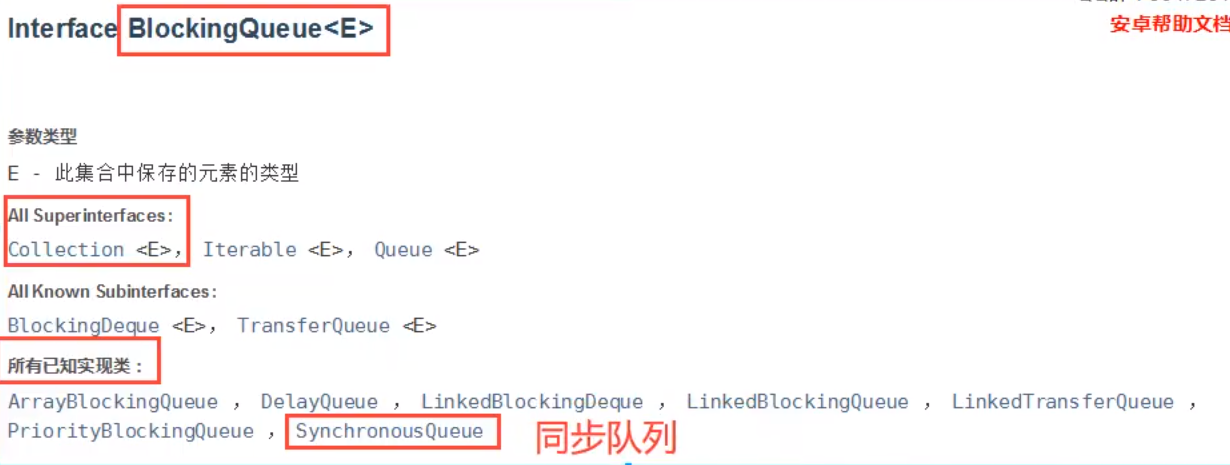 Interface BlockingQueue<E>
安卓帮助文档
参数类型
E - 此集合中保存的元素的类型
All Superinterfaces:
Collection <E>, Iterable <E>, Queue <E>
All Known Subinterfaces:
BlockingDeque <E>, TransferQueue <E>
所有已知实现类：
ArrayBlockingQueue , DelayQueue , LinkedBlockingDeque , LinkedBlockingQueue , LinkedTransferQueue ,
PriorityBlockingQueue , SynchronousQueue 同步队列